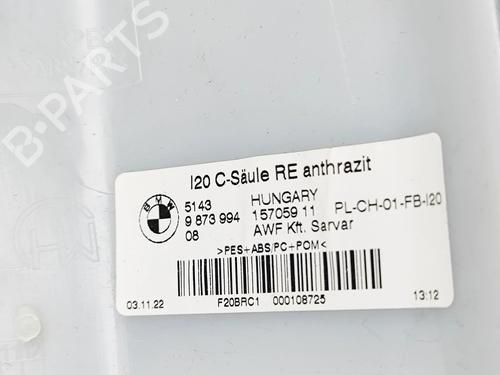 B-PARTS
I20 C-Säule RE anthrazit
BMW
5143 HUNGARY
9 873 994 157059 11 PL-CH-01-FB-I20
08 AWF Kft. Sarvar
>PES+ABS/PC+POM<
03.11.22 F20BRC1 000108725 13:12